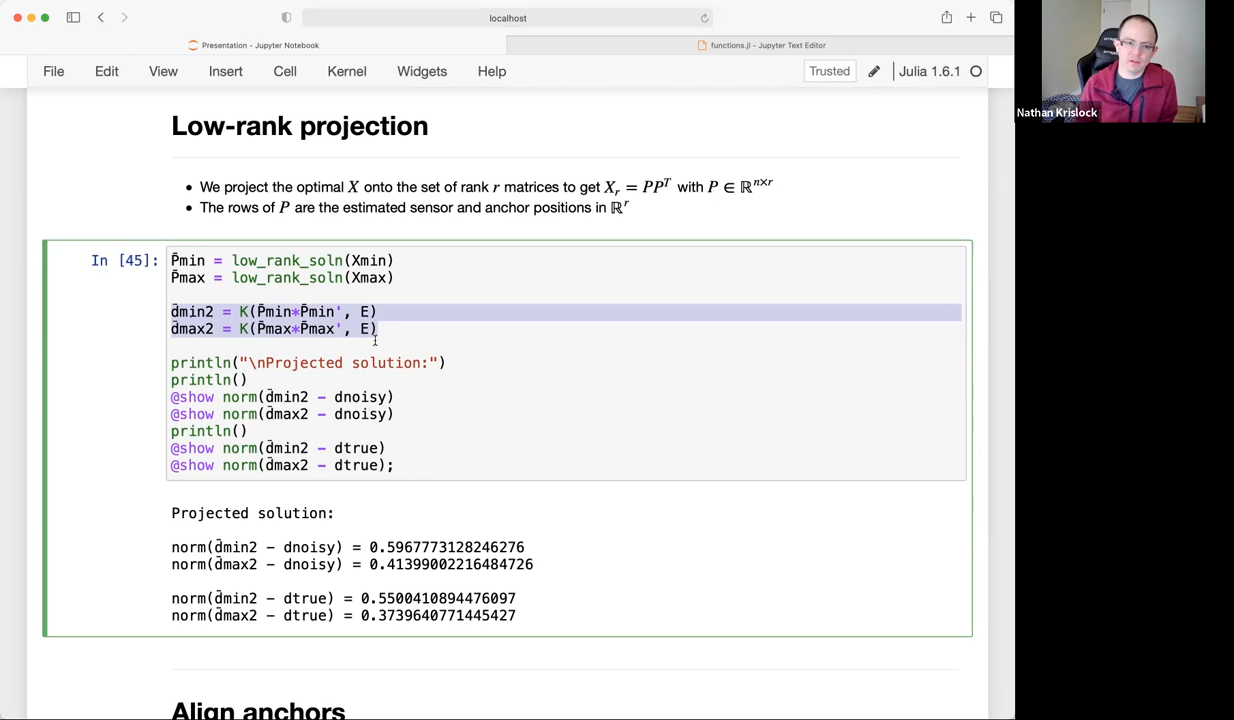 localhost
Presentation - Jupyter Notebook
functions.jl - Jupyter Text Editor
File Edit View Insert Cell Kernel Widgets Help
Trusted
Julia 1.6.1
Nathan Krislock
Low-rank projection
• We project the optimal X onto the set of rank r matrices to get Xᵣ = PPᵀ with P ∈ ℝⁿˣʳ
• The rows of P are the estimated sensor and anchor positions in ℝʳ
In [45]:
P̄min = low_rank_soln(Xmin)
P̄max = low_rank_soln(Xmax)
d̄min2 = K(P̄min*P̄min', E)
d̄max2 = K(P̄max*P̄max', E)
println("\nProjected solution:")
println()
@show norm(d̄min2 - dnoisy)
@show norm(d̄max2 - dnoisy)
println()
@show norm(d̄min2 - dtrue)
@show norm(d̄max2 - dtrue);
Projected solution:
norm(d̄min2 - dnoisy) = 0.5967773128246276
norm(d̄max2 - dnoisy) = 0.41399002216484726
norm(d̄min2 - dtrue) = 0.5500410894476097
norm(d̄max2 - dtrue) = 0.3739640771445427
Align anchors